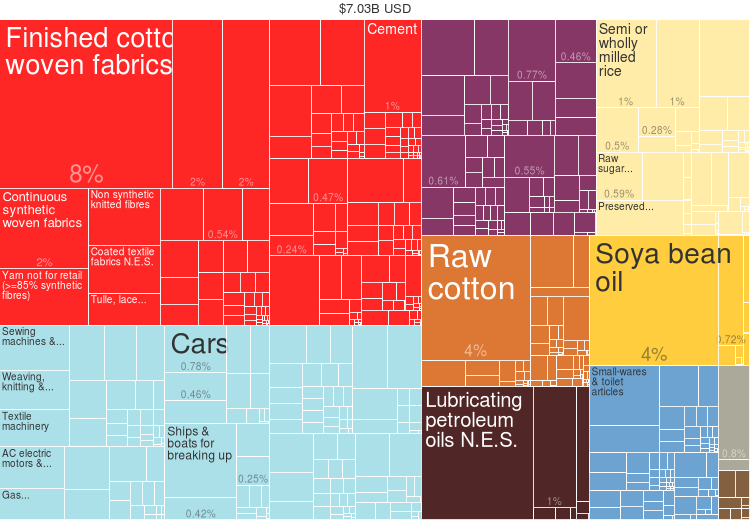 $7.03B USD
Finished cotto
woven fabrics
8%
2%
2%
Cement
1%
Continuous
synthetic
woven fabrics
2%
Non synthetic
knitted fibres
0.54%
Coated textile
fabrics N.E.S.
Yarn not for retail
(>=85% synthetic
fibres)
Tulle, lace...
0.47%
0.24%
0.77%
0.46%
0.61%
0.55%
Semi or
wholly
milled
rice
1%
1%
0.5%
0.28%
Raw
sugar...
0.59%
Preserved...
Raw
cotton
4%
Soya bean
oil
4%
0.72%
Sewing
machines &...
Weaving,
knitting &...
Textile
machinery
AC electric
motors &...
Gas...
Cars
0.78%
0.46%
Ships &
boats for
breaking up
0.25%
0.42%
Lubricating
petroleum
oils N.E.S.
1%
Small-wares
& toilet
articles
0.8%